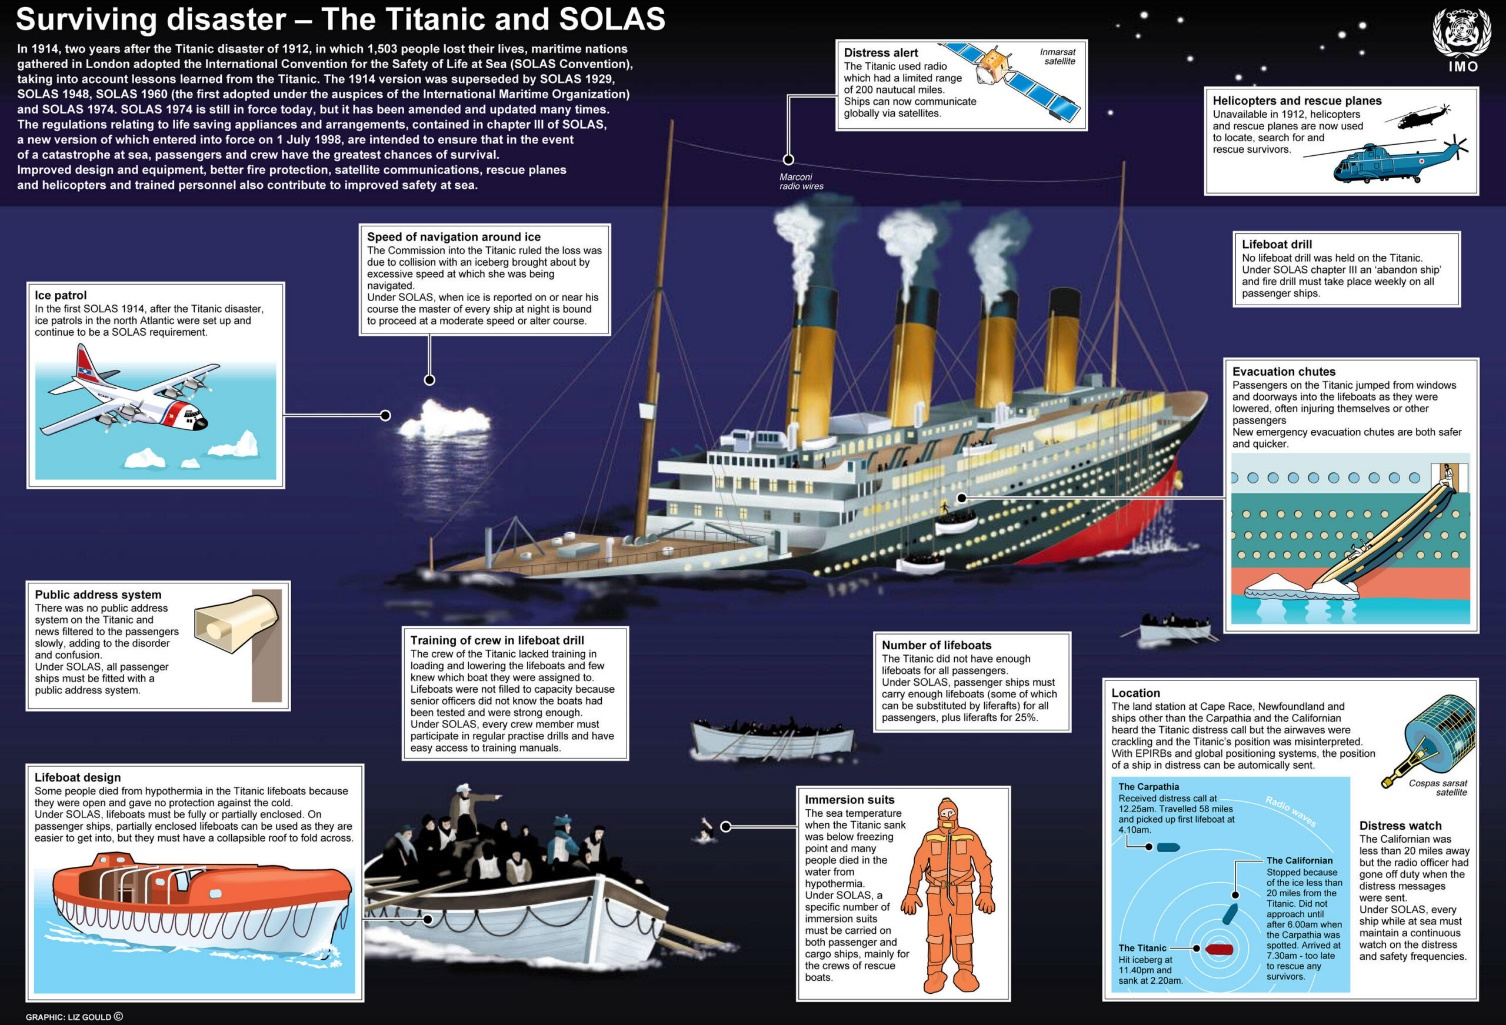 Surviving disaster – The Titanic and SOLAS
In 1914, two years after the Titanic disaster of 1912, in which 1,503 people lost their lives, maritime nations
gathered in London adopted the International Convention for the Safety of Life at Sea (SOLAS Convention),
taking into account lessons learned from the Titanic. The 1914 version was superseded by SOLAS 1929,
SOLAS 1948, SOLAS 1960 (the first adopted under the auspices of the International Maritime Organization)
and SOLAS 1974. SOLAS 1974 is still in force today, but it has been amended and updated many times.
The regulations relating to life saving appliances and arrangements, contained in chapter III of SOLAS,
a new version of which entered into force on 1 July 1998, are intended to ensure that in the event
of a catastrophe at sea, passengers and crew have the greatest chances of survival.
Improved design and equipment, better fire protection, satellite communications, rescue planes
and helicopters and trained personnel also contribute to improved safety at sea.
Distress alert
The Titanic used radio
which had a limited range
of 200 nautucal miles.
Ships can now communicate
globally via satellites.
Inmarsat
satellite
IMO
Helicopters and rescue planes
Unavailable in 1912, helicopters
and rescue planes are now used
to locate, search for and
rescue survivors.
Marconi
radio wires
Speed of navigation around ice
The Commission into the Titanic ruled the loss was
due to collision with an iceberg brought about by
excessive speed at which she was being
navigated.
Under SOLAS, when ice is reported on or near his
course the master of every ship at night is bound
to proceed at a moderate speed or alter course.
Lifeboat drill
No lifeboat drill was held on the Titanic.
Under SOLAS chapter III an 'abandon ship'
and fire drill must take place weekly on all
passenger ships.
Ice patrol
In the first SOLAS 1914, after the Titanic disaster,
ice patrols in the north Atlantic were set up and
continue to be a SOLAS requirement.
Evacuation chutes
Passengers on the Titanic jumped from windows
and doorways into the lifeboats as they were
lowered, often injuring themselves or other
passengers
New emergency evacuation chutes are both safer
and quicker.
Public address system
There was no public address
system on the Titanic and
news filtered to the passengers
slowly, adding to the disorder
and confusion.
Under SOLAS, all passenger
ships must be fitted with a
public address system.
Training of crew in lifeboat drill
The crew of the Titanic lacked training in
loading and lowering the lifeboats and few
knew which boat they were assigned to.
Lifeboats were not filled to capacity because
senior officers did not know the boats had
been tested and were strong enough.
Under SOLAS, every crew member must
participate in regular practise drills and have
easy access to training manuals.
Number of lifeboats
The Titanic did not have enough
lifeboats for all passengers.
Under SOLAS, passenger ships must
carry enough lifeboats (some of which
can be substituted by liferafts) for all
passengers, plus liferafts for 25%.
Location
The land station at Cape Race, Newfoundland and
ships other than the Carpathia and the Californian
heard the Titanic distress call but the airwaves were
crackling and the Titanic's position was misinterpreted.
With EPIRBs and global positioning systems, the position
of a ship in distress can be automically sent.
Cospas sarsat
satellite
Lifeboat design
Some people died from hypothermia in the Titanic lifeboats because
they were open and gave no protection against the cold.
Under SOLAS, lifeboats must be fully or partially enclosed. On
passenger ships, partially enclosed lifeboats can be used as they are
easier to get into, but they must have a collapsible roof to fold across.
Immersion suits
The sea temperature
when the Titanic sank
was below freezing
point and many
people died in the
water from
hypothermia.
Under SOLAS, a
specific number of
immersion suits
must be carried on
both passenger and
cargo ships, mainly for
the crews of rescue
boats.
The Carpathia
Received distress call at
12.25am. Travelled 58 miles
and picked up first lifeboat at
4.10am.
Radio waves
The Californian
Stopped because
of the ice less than
20 miles from the
Titanic. Did not
approach until
after 6.00am when
the Carpathia was
spotted. Arrived at
7.30am - too late
to rescue any
survivors.
The Titanic
Hit iceberg at
11.40pm and
sank at 2.20am.
Distress watch
The Californian was
less than 20 miles away
but the radio officer had
gone off duty when the
distress messages
were sent.
Under SOLAS, every
ship while at sea must
maintain a continuous
watch on the distress
and safety frequencies.
GRAPHIC: LIZ GOULD ©